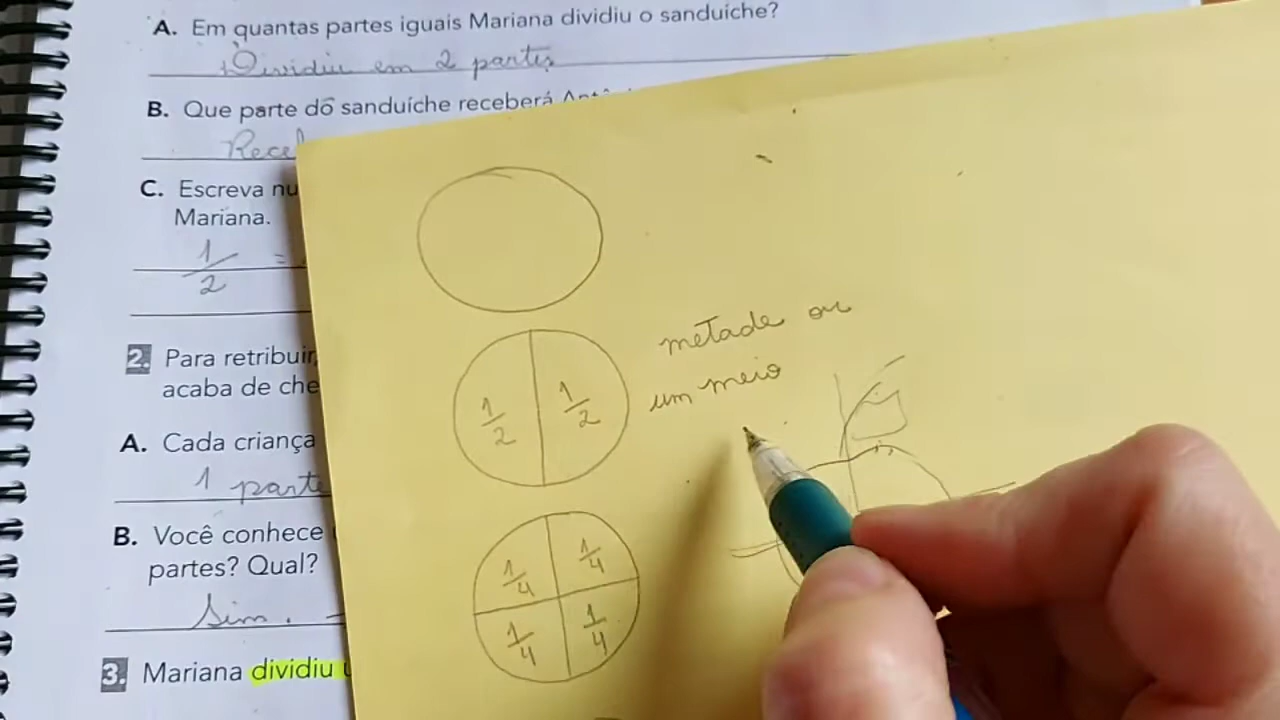 A. Em quantas partes iguais Mariana dividiu o sanduíche?
Dividiu em 2 partes
B. Que parte do sanduíche receberá
C. Escreva nu
Mariana.
1/2 =
2. Para retribuir,
acaba de che
A. Cada criança
1 parte
B. Você conhece
partes? Qual?
Sim.
3. Mariana dividiu
metade ou
um meio
1/2 1/2
1/4 1/4
1/4 1/4